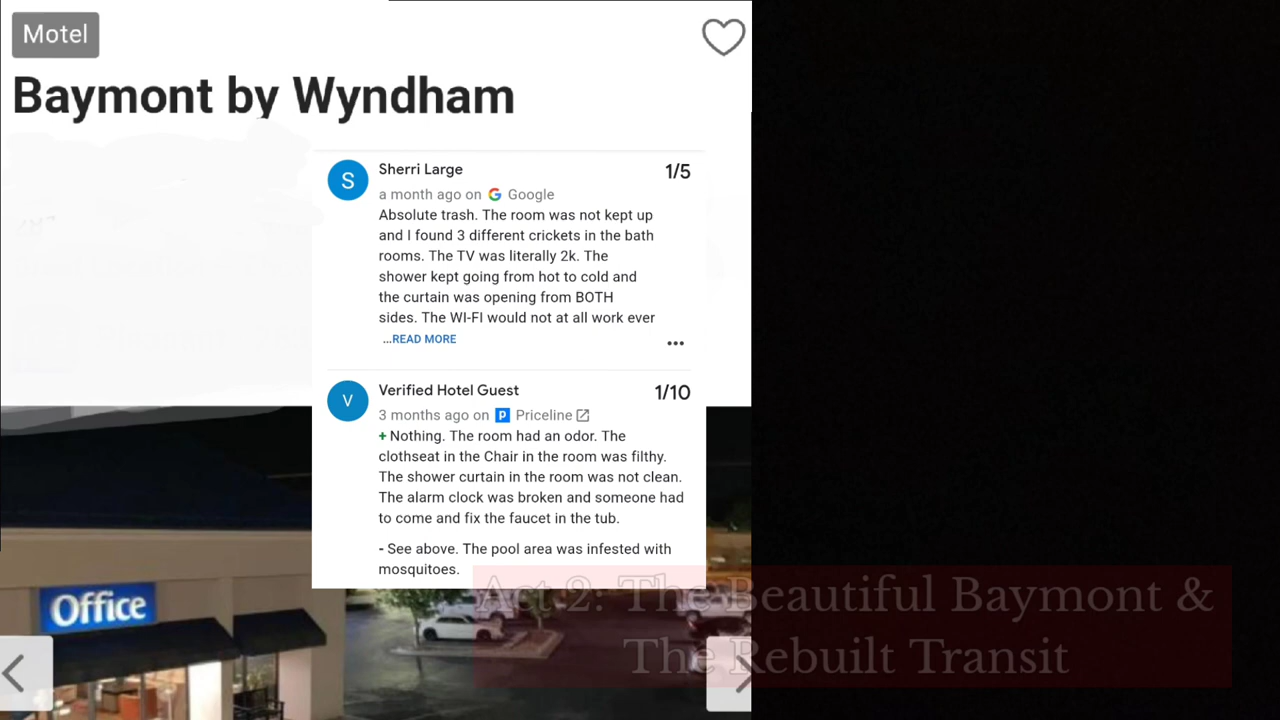 Motel
Baymont by Wyndham
S
Sherri Large
1/5
a month ago on G Google
Absolute trash. The room was not kept up
and I found 3 different crickets in the bath
rooms. The TV was literally 2k. The
shower kept going from hot to cold and
the curtain was opening from BOTH
sides. The WI-FI would not at all work ever
...READ MORE
V
Verified Hotel Guest
1/10
3 months ago on P Priceline
+ Nothing. The room had an odor. The
clothseat in the Chair in the room was filthy.
The shower curtain in the room was not clean.
The alarm clock was broken and someone had
to come and fix the faucet in the tub.
- See above. The pool area was infested with
mosquitoes.
Office
Act 2: The Beautiful Baymont &
The Rebuilt Transit